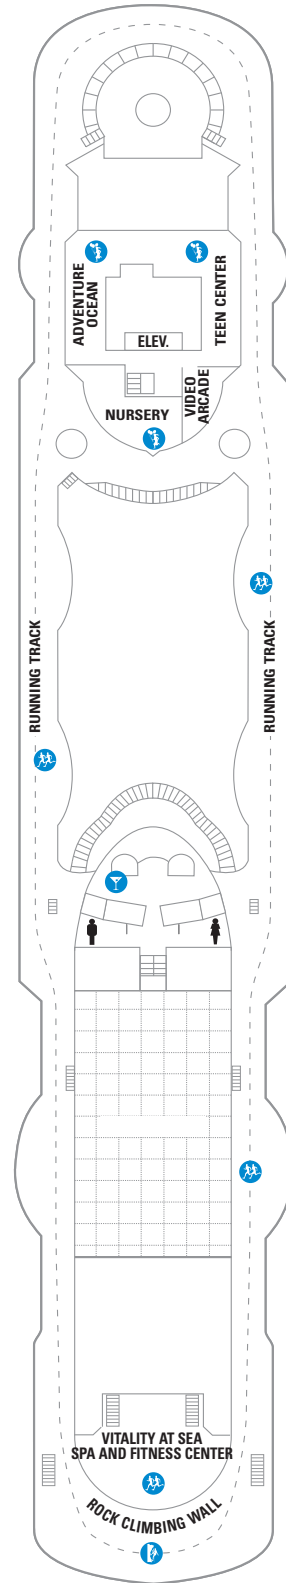 ADVENTURE
OCEAN
TEEN CENTER
ELEV.
NURSERY
VIDEO
ARCADE
RUNNING TRACK
RUNNING TRACK
VITALITY AT SEA
SPA AND FITNESS CENTER
ROCK CLIMBING WALL